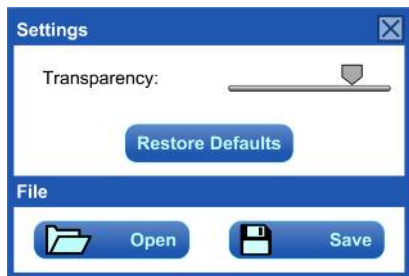 Settings
Transparency:
Restore Defaults
File
Open
Save